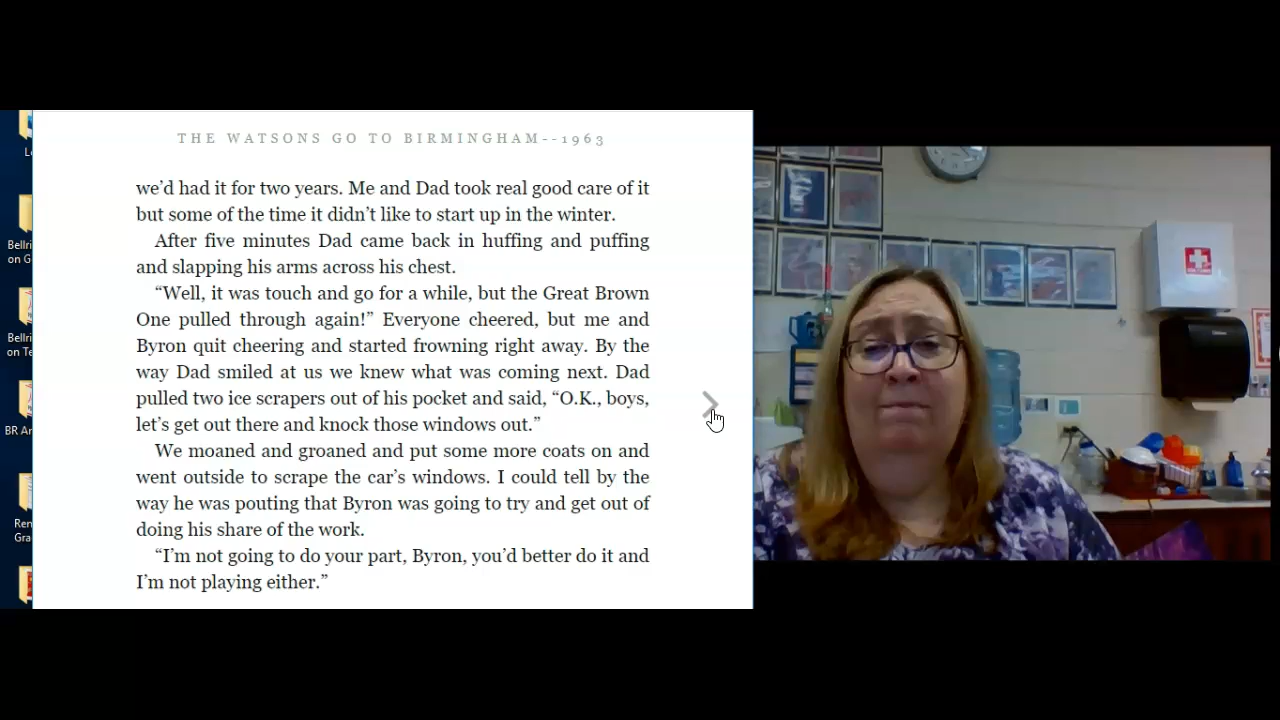 THE WATSONS GO TO BIRMINGHAM--1963
we’d had it for two years. Me and Dad took real good care of it
but some of the time it didn’t like to start up in the winter.
After five minutes Dad came back in huffing and puffing
and slapping his arms across his chest.
“Well, it was touch and go for a while, but the Great Brown
One pulled through again!” Everyone cheered, but me and
Byron quit cheering and started frowning right away. By the
way Dad smiled at us we knew what was coming next. Dad
pulled two ice scrapers out of his pocket and said, “O.K., boys,
let’s get out there and knock those windows out.”
We moaned and groaned and put some more coats on and
went outside to scrape the car’s windows. I could tell by the
way he was pouting that Byron was going to try and get out of
doing his share of the work.
“I’m not going to do your part, Byron, you’d better do it and
I’m not playing either.”
Bellri
on G
Bellri
on Te
BR Ar
Ren
Gra